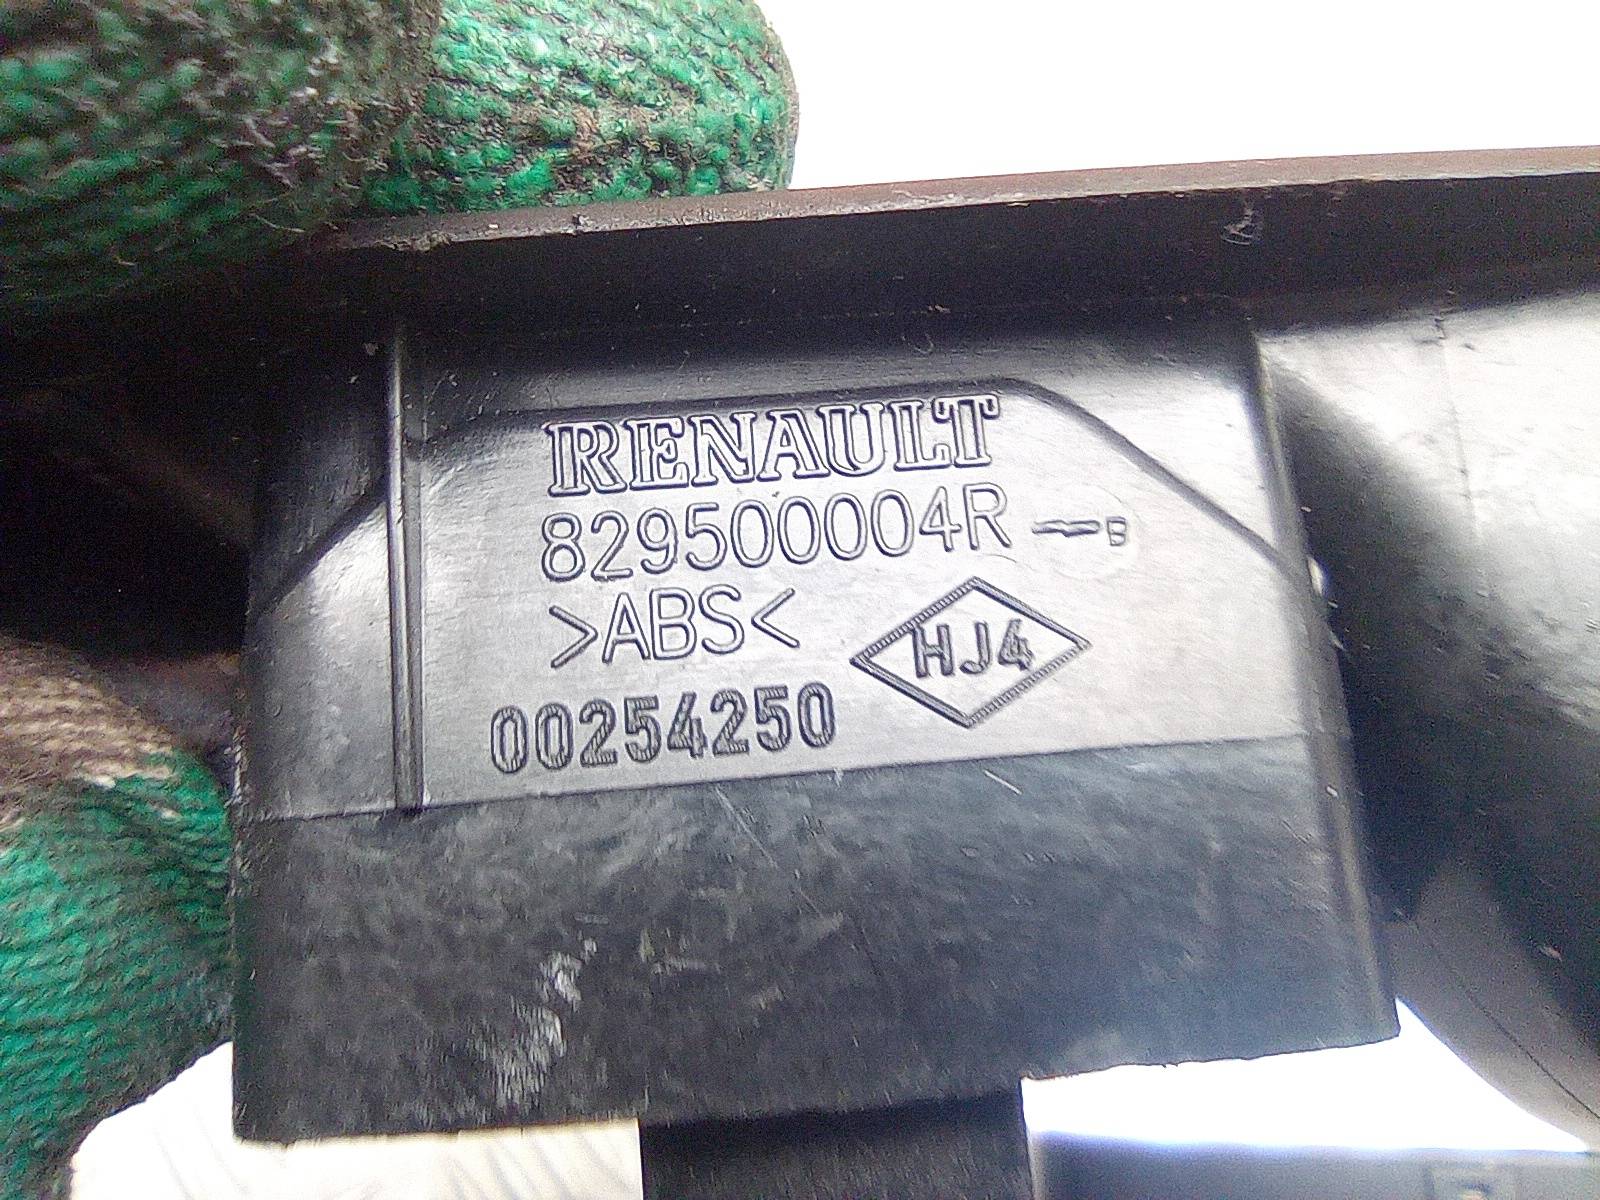 RENAULT
829500004R --B
>ABS<
HJ4
00254250